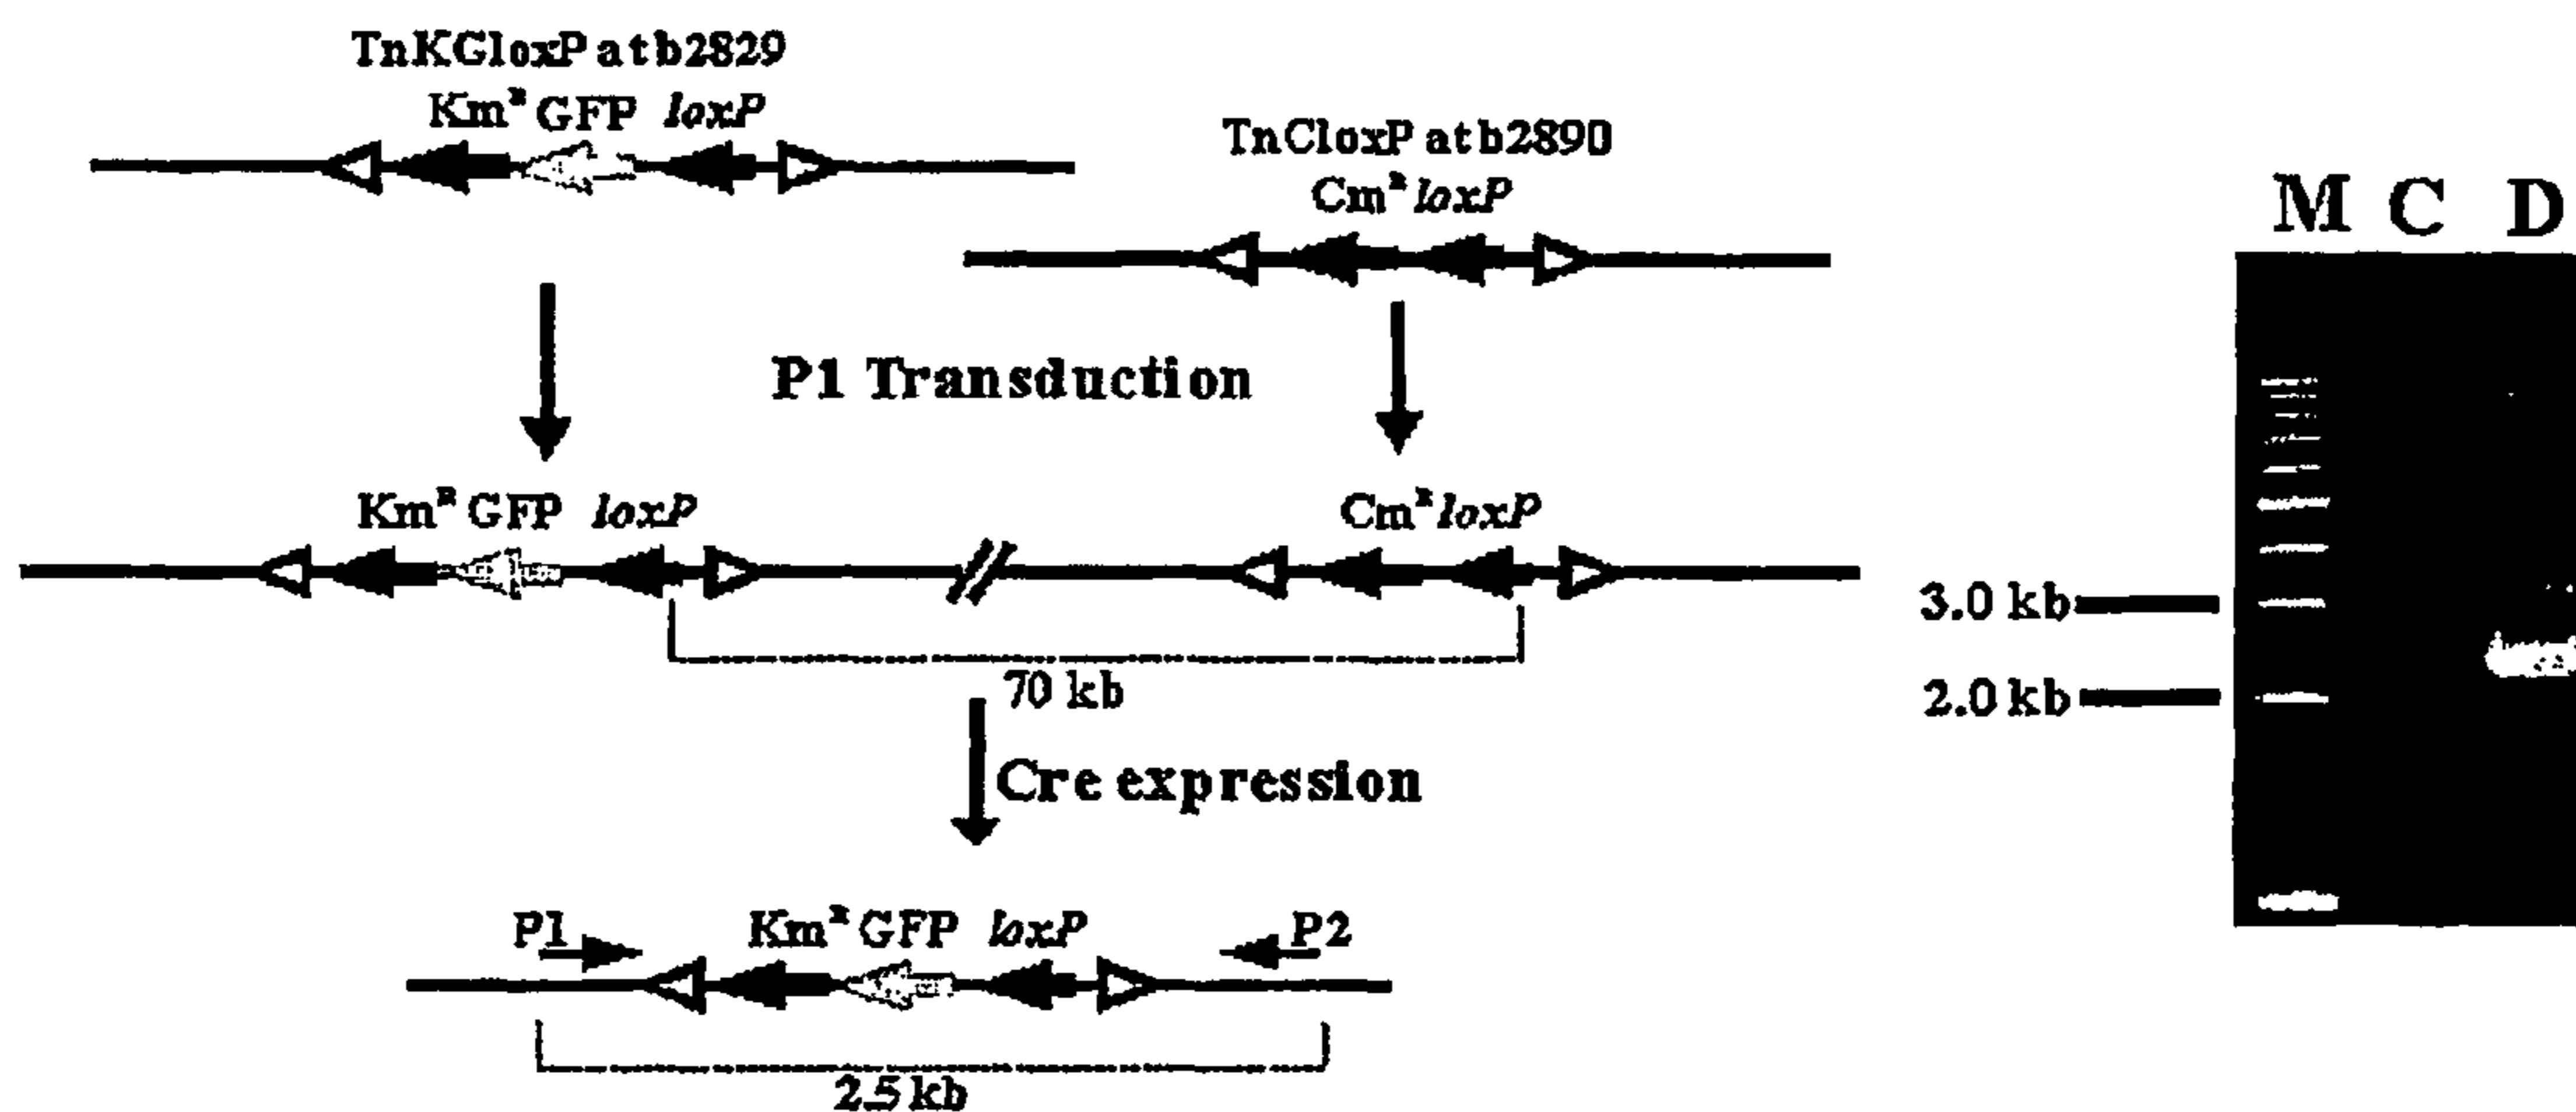 TnKGloxP at b2829
Km^R GFP loxP
TnCloxP at b2890
Cm^R loxP
M C D
P1 Transduction
Km^R GFP loxP
Cm^R loxP
70 kb
3.0 kb
2.0 kb
Cre expression
P1
Km^R GFP loxP
P2
2.5 kb